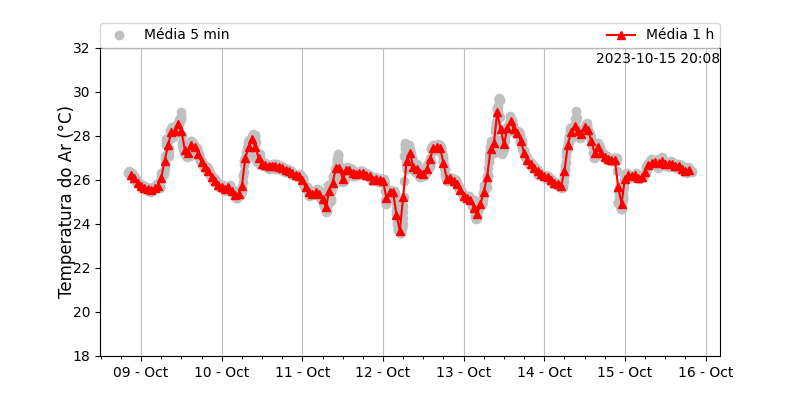 Média 5 min
Média 1 h
2023-10-15 20:08
Temperatura do Ar (°C)
32
30
28
26
24
22
20
18
09 - Oct
10 - Oct
11 - Oct
12 - Oct
13 - Oct
14 - Oct
15 - Oct
16 - Oct